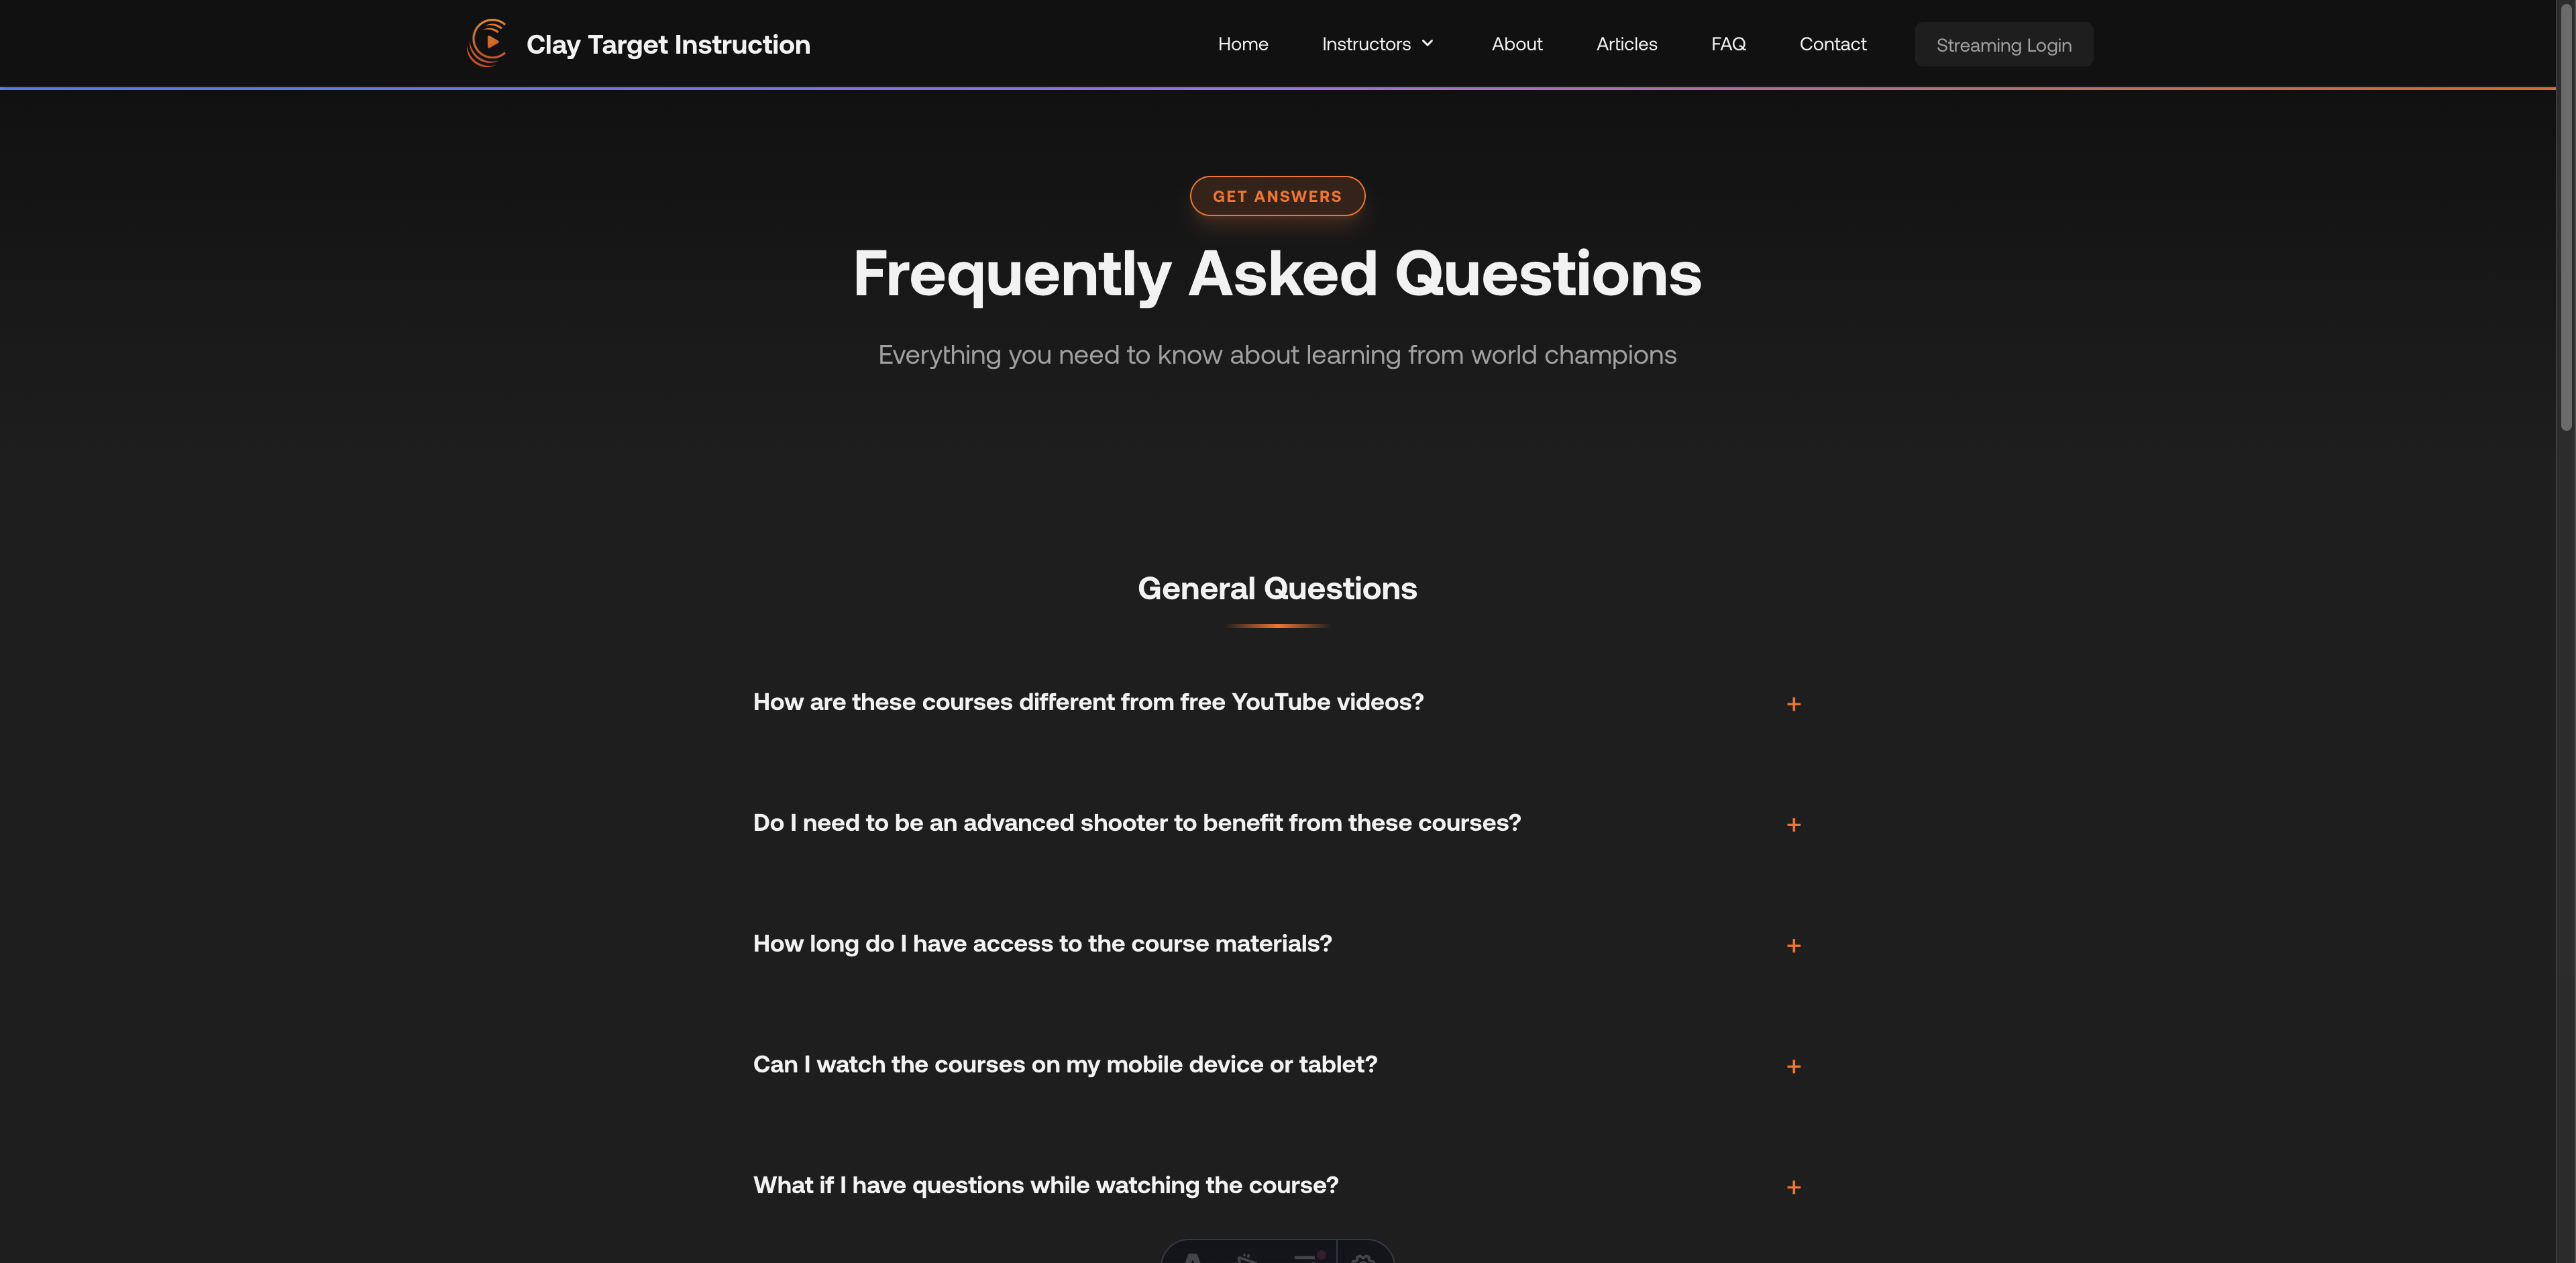 Clay Target Instruction
Home
Instructors
About
Articles
FAQ
Contact
Streaming Login
GET ANSWERS
Frequently Asked Questions
Everything you need to know about learning from world champions
General Questions
How are these courses different from free YouTube videos?
+
Do I need to be an advanced shooter to benefit from these courses?
+
How long do I have access to the course materials?
+
Can I watch the courses on my mobile device or tablet?
+
What if I have questions while watching the course?
+